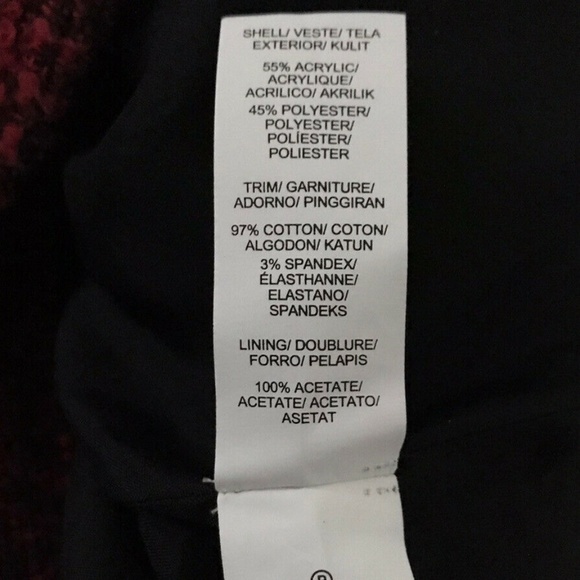 SHELL/ VESTE/ TELA
EXTERIOR/ KULIT
55% ACRYLIC/
ACRYLIQUE/
ACRILICO/ AKRILIK
45% POLYESTER/
POLYESTER/
POLÍESTER/
POLIESTER
TRIM/ GARNITURE/
ADORNO/ PINGGIRAN
97% COTTON/ COTON/
ALGODON/ KATUN
3% SPANDEX/
ÉLASTHANNE/
ELASTANO/
SPANDEKS
LINING/ DOUBLURE/
FORRO/ PELAPIS
100% ACETATE/
ACETATE/ ACETATO/
ASETAT